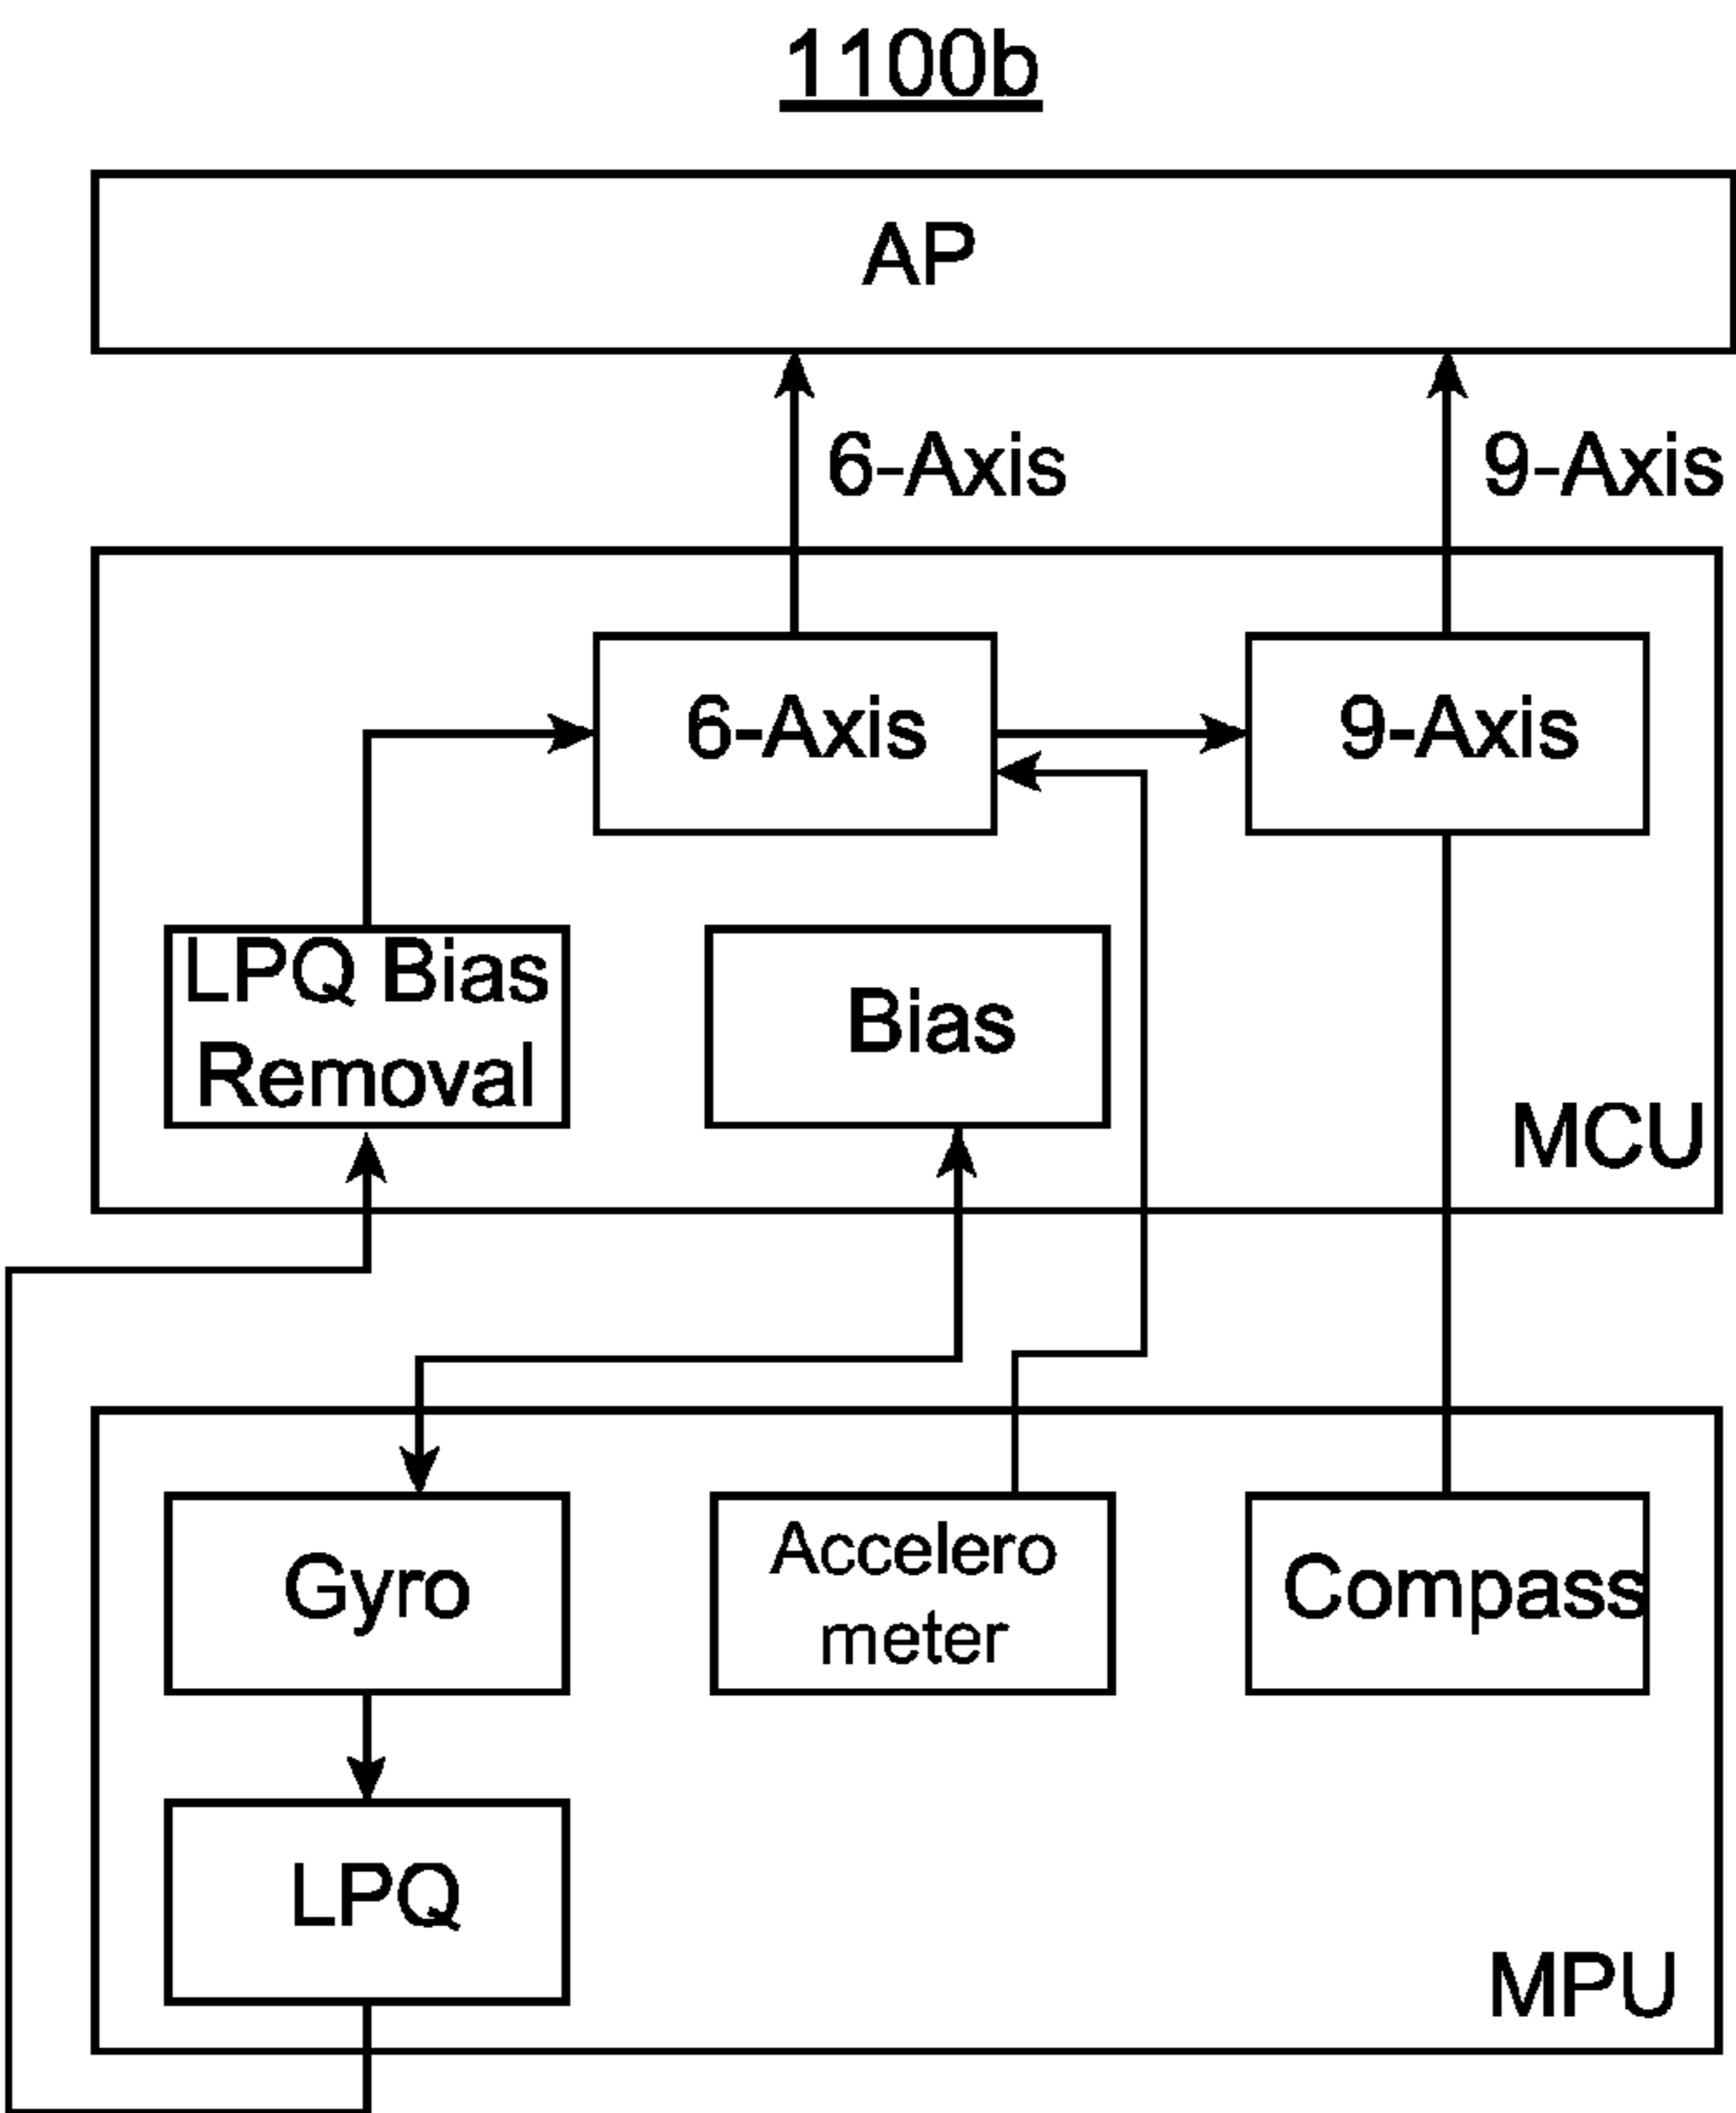 1100b
AP
6-Axis
9-Axis
6-Axis
9-Axis
LPQ Bias
Removal
Bias
MCU
Gyro
Accelero
meter
Compass
LPQ
MPU